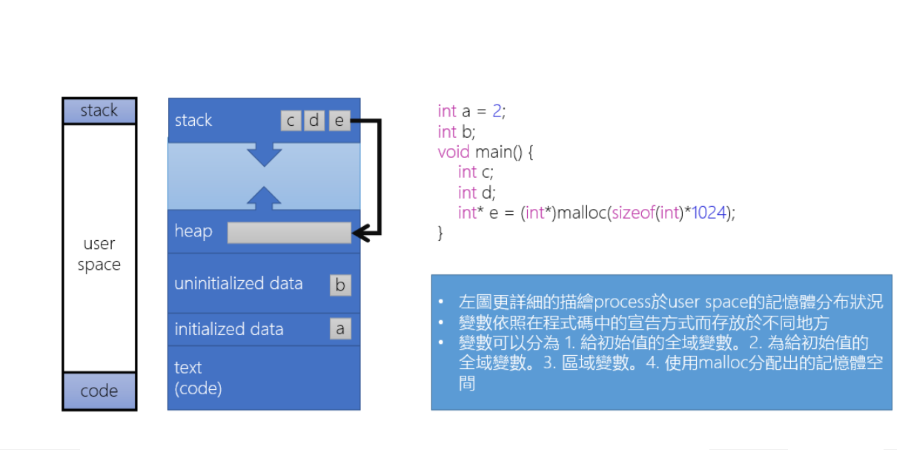 stack
user
space
code
stack
c d e
heap
uninitialized data
b
initialized data
a
text
(code)
int a = 2;
int b;
void main() {
int c;
int d;
int* e = (int*)malloc(sizeof(int)*1024);
}
• 左圖更詳細的描繪process於user space的記憶體分布狀況
• 變數依照在程式碼中的宣告方式而存放於不同地方
• 變數可以分為 1. 給初始值的全域變數。2. 為給初始值的
全域變數。3. 區域變數。4. 使用malloc分配出的記憶體空
間